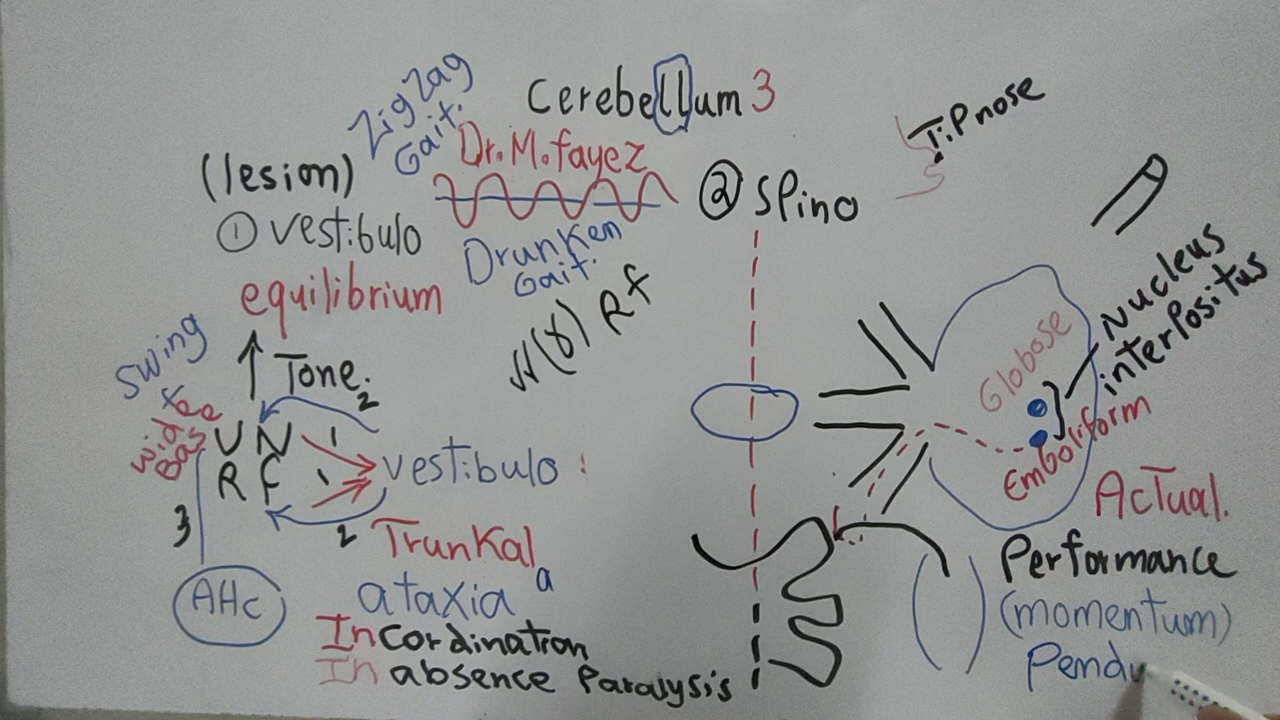 Cerebellum 3
Dr. M. fayez
ZigZag
Gait.
(lesion)
① vestibulo
equilibrium
Drunken
Gait.
② Spino
Tip nose
Swing
Tone.
2
wide
Base
V N
1
R F
1
vestibulo
2
3
AHc
Trunkal
ataxia
a
Incordination
In absence Paralysis
(γ) RF
Nucleus
interpositus
Globose
Emboliform
Actual.
Performance
(momentum)
Pendu